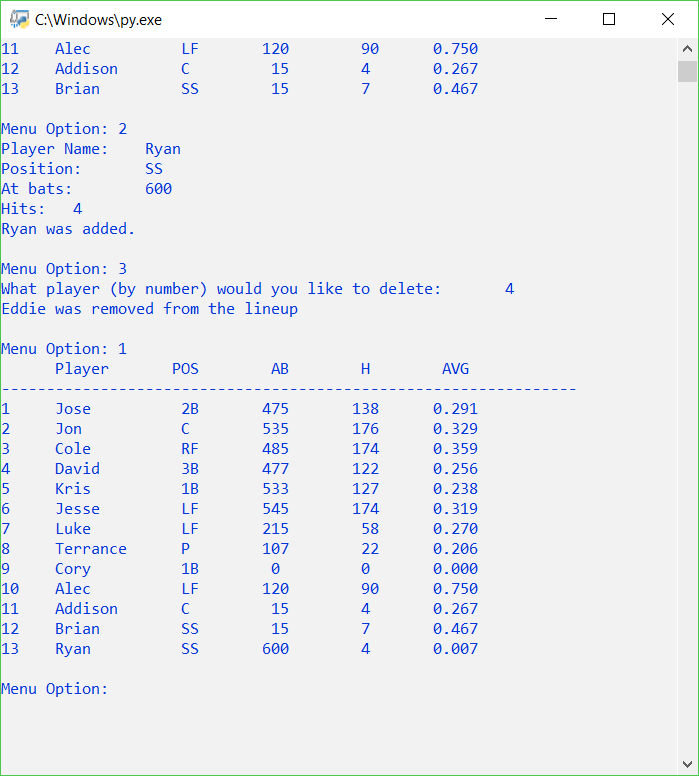 C:\Windows\py.exe
11    Alec          LF       120        90      0.750
12    Addison       C         15        4       0.267
13    Brian         SS        15        7       0.467
Menu Option: 2
Player Name:    Ryan
Position:       SS
At bats:        600
Hits:   4
Ryan was added.
Menu Option: 3
What player (by number) would you like to delete:       4
Eddie was removed from the lineup
Menu Option: 1
      Player       POS        AB        H        AVG
----------------------------------------------------------------
1     Jose          2B       475       138      0.291
2     Jon           C        535       176      0.329
3     Cole          RF       485       174      0.359
4     David         3B       477       122      0.256
5     Kris          1B       533       127      0.238
6     Jesse         LF       545       174      0.319
7     Luke          LF       215        58      0.270
8     Terrance      P        107        22      0.206
9     Cory          1B        0         0       0.000
10    Alec          LF       120        90      0.750
11    Addison       C         15        4       0.267
12    Brian         SS        15        7       0.467
13    Ryan          SS       600        4       0.007
Menu Option: